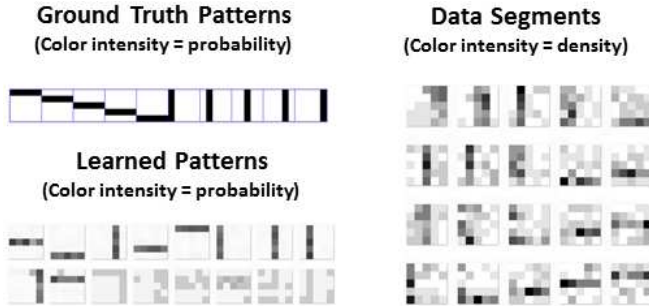 Ground Truth Patterns
(Color intensity = probability)
Learned Patterns
(Color intensity = probability)
Data Segments
(Color intensity = density)